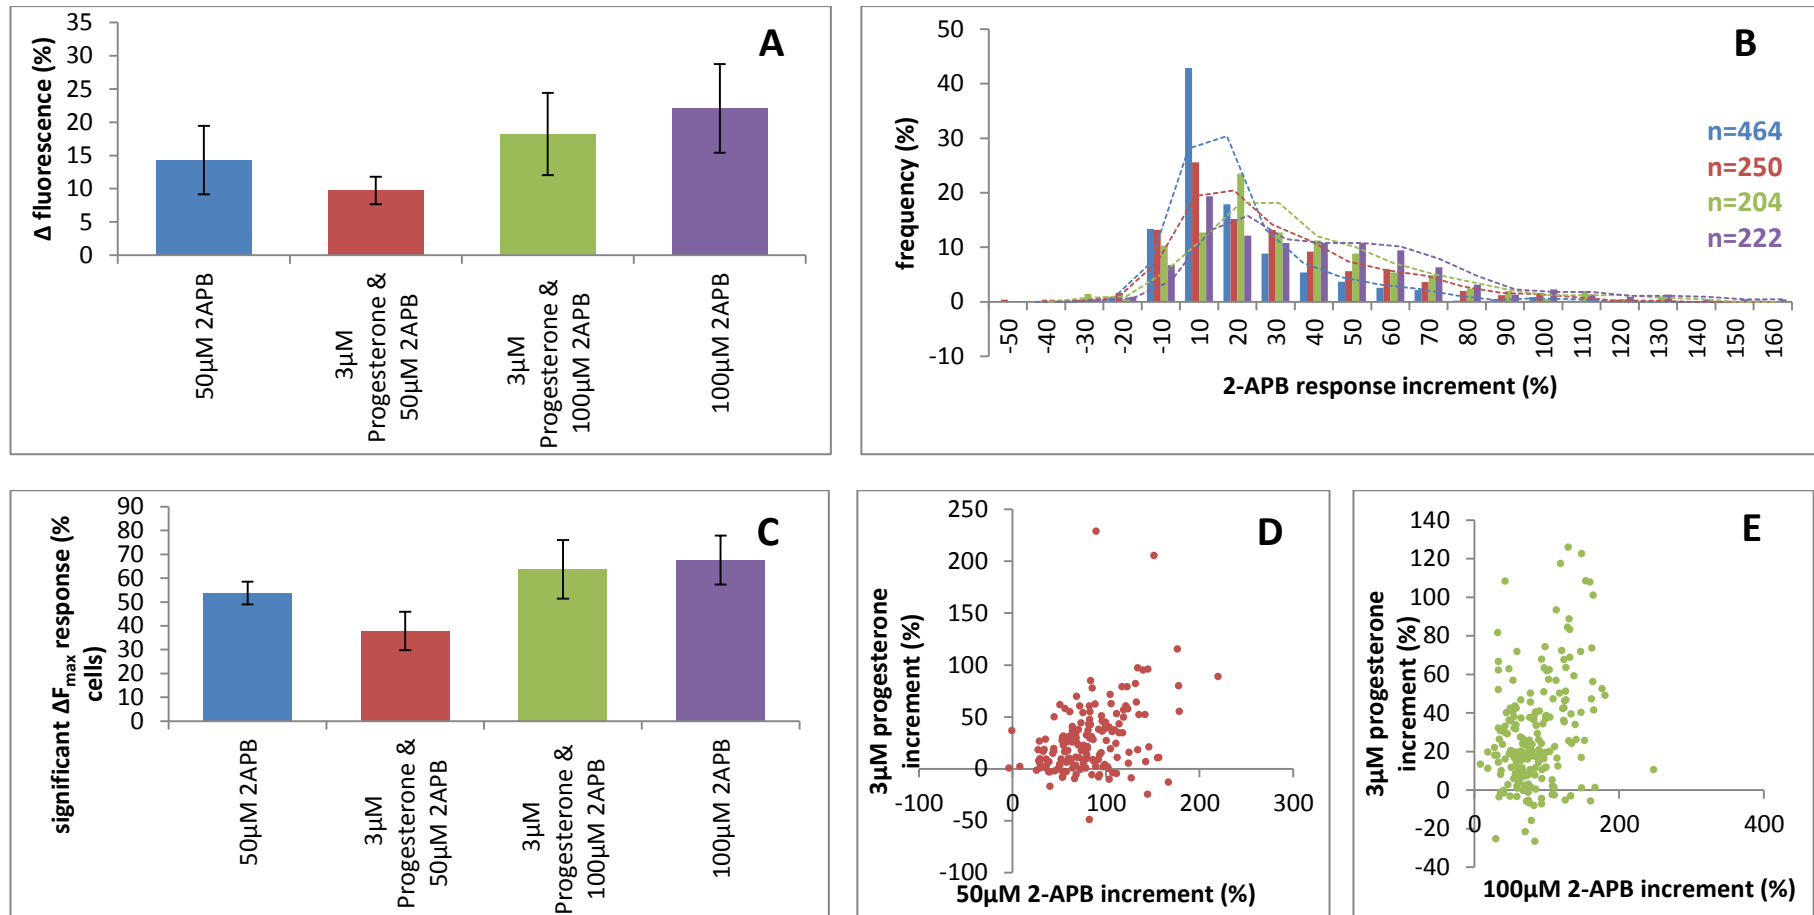 A
Δ fluorescence (%)
35
30
25
20
15
10
5
0
50µM 2APB
3µM
Progesterone &
50µM 2APB
3µM
Progesterone &
100µM 2APB
100µM 2APB
B
frequency (%)
50
40
30
20
10
0
-10
n=464
n=250
n=204
n=222
-50
-40
-30
-20
-10
10
20
30
40
50
60
70
80
90
100
110
120
130
140
150
160
2-APB response increment (%)
C
significant ΔFmax response (%
cells)
90
80
70
60
50
40
30
20
10
0
50µM 2APB
3µM
Progesterone &
50µM 2APB
3µM
Progesterone &
100µM 2APB
100µM 2APB
D
3µM progesterone
increment (%)
250
200
150
100
50
0
-50
-100
-100
0
100
200
300
50µM 2-APB increment (%)
E
3µM progesterone
increment (%)
140
120
100
80
60
40
20
0
-20
-40
0
200
400
100µM 2-APB increment (%)